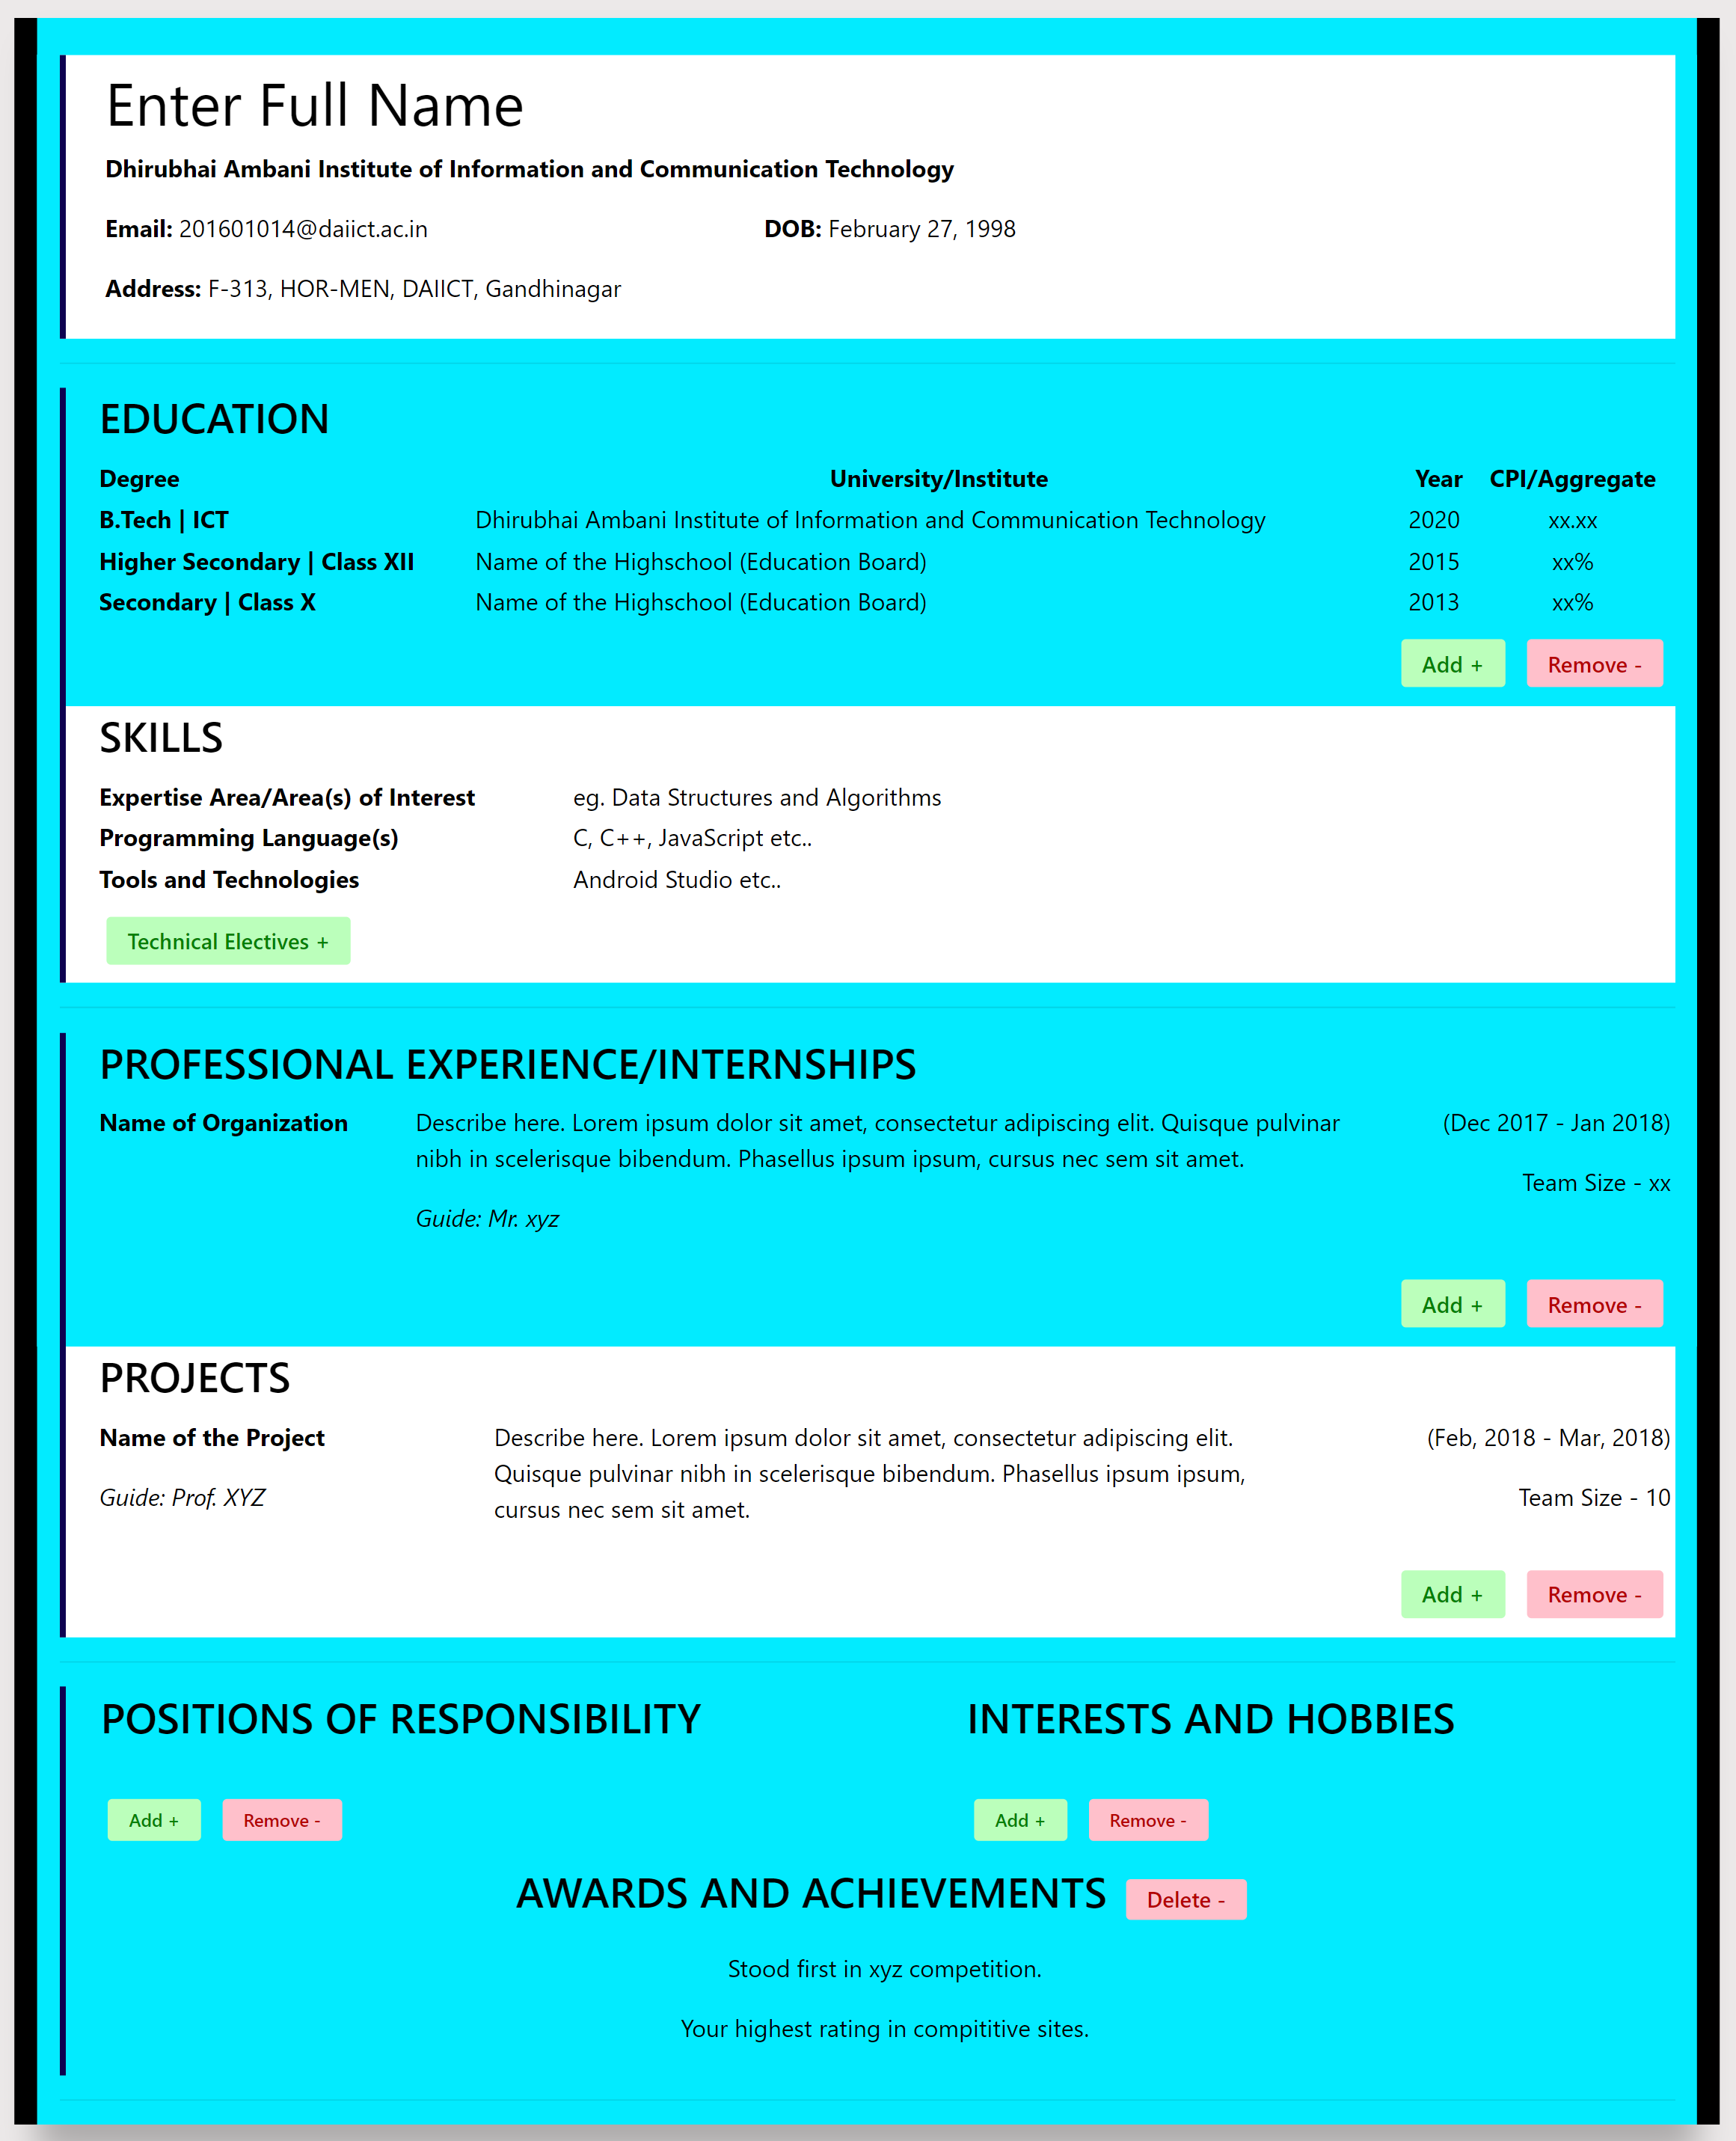 Enter Full Name
Dhirubhai Ambani Institute of Information and Communication Technology
Email: 201601014@daiict.ac.in DOB: February 27, 1998
Address: F-313, HOR-MEN, DAIICT, Gandhinagar
EDUCATION
Degree University/Institute Year CPI/Aggregate
B.Tech | ICT Dhirubhai Ambani Institute of Information and Communication Technology 2020 xx.xx
Higher Secondary | Class XII Name of the Highschool (Education Board) 2015 xx%
Secondary | Class X Name of the Highschool (Education Board) 2013 xx%
Add + Remove -
SKILLS
Expertise Area/Area(s) of Interest eg. Data Structures and Algorithms
Programming Language(s) C, C++, JavaScript etc..
Tools and Technologies Android Studio etc..
Technical Electives +
PROFESSIONAL EXPERIENCE/INTERNSHIPS
Name of Organization Describe here. Lorem ipsum dolor sit amet, consectetur adipiscing elit. Quisque pulvinar (Dec 2017 - Jan 2018)
nibh in scelerisque bibendum. Phasellus ipsum ipsum, cursus nec sem sit amet.
Team Size - xx
Guide: Mr. xyz
Add + Remove -
PROJECTS
Name of the Project Describe here. Lorem ipsum dolor sit amet, consectetur adipiscing elit. (Feb, 2018 - Mar, 2018)
Quisque pulvinar nibh in scelerisque bibendum. Phasellus ipsum ipsum,
Guide: Prof. XYZ cursus nec sem sit amet. Team Size - 10
Add + Remove -
POSITIONS OF RESPONSIBILITY INTERESTS AND HOBBIES
Add + Remove - Add + Remove -
AWARDS AND ACHIEVEMENTS Delete -
Stood first in xyz competition.
Your highest rating in compititive sites.